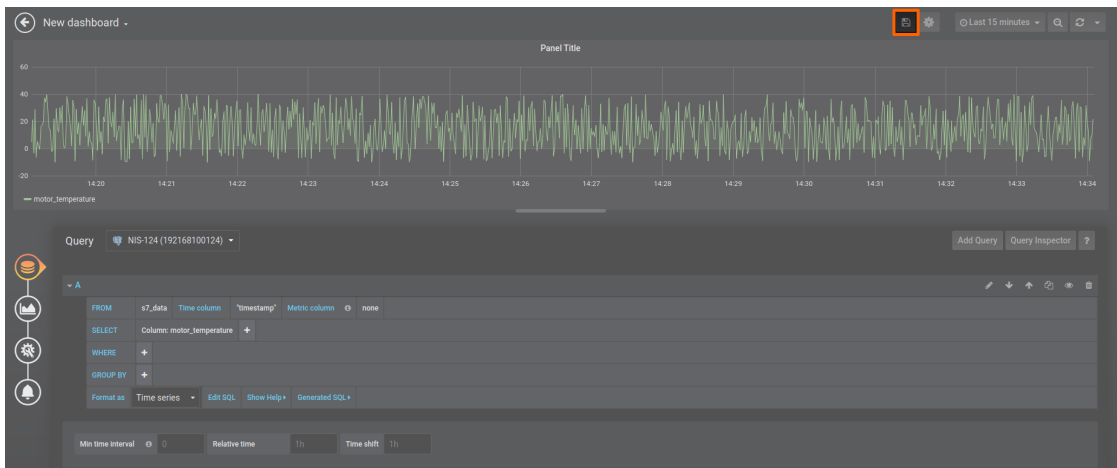 New dashboard
Last 15 minutes
Panel Title
60
40
20
0
-20
14:20 14:21 14:22 14:23 14:24 14:25 14:26 14:27 14:28 14:29 14:30 14:31 14:32 14:33 14:34
motor_temperature
Query NIS-124 (192168100124) Add Query Query Inspector ?
A
FROM s7_data Time column "timestamp" Metric column none
SELECT Column: motor_temperature +
WHERE +
GROUP BY +
Format as Time series Edit SQL Show Help Generated SQL
Min time interval 0 Relative time 1h Time shift 1h